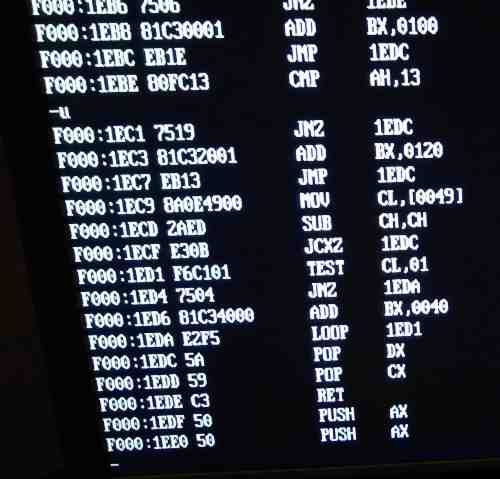 F000:1EB6 7506 JNZ 1EBE
F000:1EB8 81C30001 ADD BX,0100
F000:1EBC EB1E JMP 1EDC
F000:1EBE 80FC13 CMP AH,13
-u
F000:1EC1 7519 JNZ 1EDC
F000:1EC3 81C32001 ADD BX,0120
F000:1EC7 EB13 JMP 1EDC
F000:1EC9 8A0E4900 MOV CL,[0049]
F000:1ECD 2AED SUB CH,CH
F000:1ECF E30B JCXZ 1EDC
F000:1ED1 F6C101 TEST CL,01
F000:1ED4 7504 JNZ 1EDA
F000:1ED6 81C34000 ADD BX,0040
F000:1EDA E2F5 LOOP 1ED1
F000:1EDC 5A POP DX
F000:1EDD 59 POP CX
F000:1EDE C3 RET
F000:1EDF 50 PUSH AX
F000:1EE0 50 PUSH AX
-